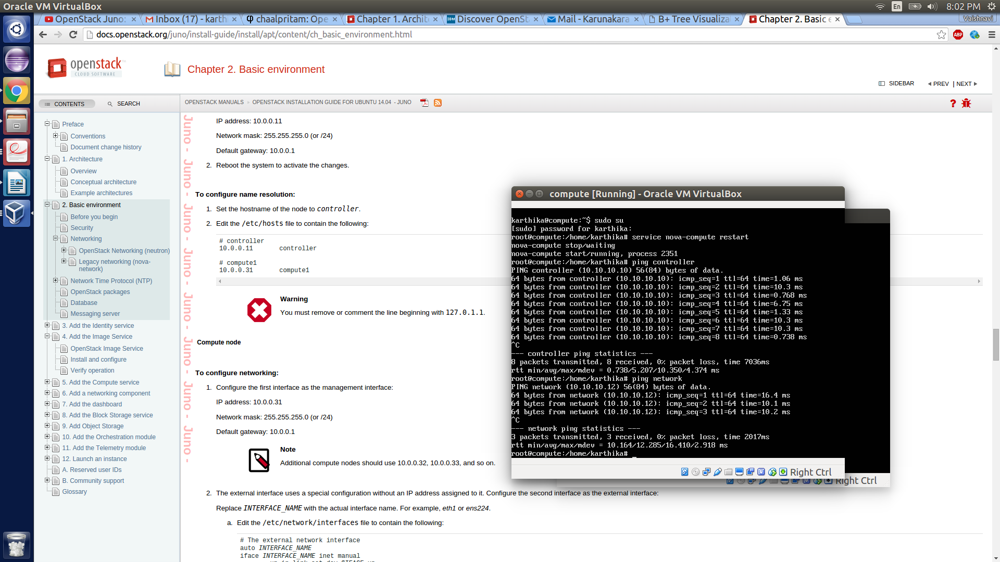 Oracle VM VirtualBox
En
8:02 PM
OpenStack Juno:
Inbox (17) - karth
chaalpritam: Ope
Chapter 1. Archit
Discover OpenSt
Mail - Karunakara
B+ Tree Visualiza
Chapter 2. Basic e
Vaishnavi
docs.openstack.org/juno/install-guide/install/apt/content/ch_basic_environment.html
ABP
openstack
CLOUD SOFTWARE
Chapter 2. Basic environment
SIDEBAR
PREV | NEXT
CONTENTS
SEARCH
OPENSTACK MANUALS
OPENSTACK INSTALLATION GUIDE FOR UBUNTU 14.04 - JUNO
Preface
Conventions
Document change history
1. Architecture
Overview
Conceptual architecture
Example architectures
2. Basic environment
Before you begin
Security
Networking
OpenStack Networking (neutron)
Legacy networking (nova-
network)
Network Time Protocol (NTP)
OpenStack packages
Database
Messaging server
3. Add the Identity service
4. Add the Image Service
OpenStack Image Service
Install and configure
Verify operation
5. Add the Compute service
6. Add a networking component
7. Add the dashboard
8. Add the Block Storage service
9. Add Object Storage
10. Add the Orchestration module
11. Add the Telemetry module
12. Launch an instance
A. Reserved user IDs
B. Community support
Glossary
Juno - Juno - Juno - Juno - Juno - Juno - Juno - Juno -
IP address: 10.0.0.11
Network mask: 255.255.255.0 (or /24)
Default gateway: 10.0.0.1
2. Reboot the system to activate the changes.
To configure name resolution:
1. Set the hostname of the node to controller.
2. Edit the /etc/hosts file to contain the following:
# controller
10.0.0.11 controller
# compute1
10.0.0.31 compute1
Warning
You must remove or comment the line beginning with 127.0.1.1.
Compute node
To configure networking:
1. Configure the first interface as the management interface:
IP address: 10.0.0.31
Network mask: 255.255.255.0 (or /24)
Default gateway: 10.0.0.1
Note
Additional compute nodes should use 10.0.0.32, 10.0.0.33, and so on.
2. The external interface uses a special configuration without an IP address assigned to it. Configure the second interface as the external interface:
Replace INTERFACE_NAME with the actual interface name. For example, eth1 or ens224.
a. Edit the /etc/network/interfaces file to contain the following:
# The external network interface
auto INTERFACE_NAME
iface INTERFACE_NAME inet manual
compute [Running] - Oracle VM VirtualBox
karthika@compute:~$ sudo su
[sudo] password for karthika:
root@compute:/home/karthika# service nova-compute restart
nova-compute stop/waiting
nova-compute start/running, process 2351
root@compute:/home/karthika# ping controller
PING controller (10.10.10.10) 56(84) bytes of data.
64 bytes from controller (10.10.10.10): icmp_seq=1 ttl=64 time=1.06 ms
64 bytes from controller (10.10.10.10): icmp_seq=2 ttl=64 time=10.3 ms
64 bytes from controller (10.10.10.10): icmp_seq=3 ttl=64 time=0.768 ms
64 bytes from controller (10.10.10.10): icmp_seq=4 ttl=64 time=6.75 ms
64 bytes from controller (10.10.10.10): icmp_seq=5 ttl=64 time=1.33 ms
64 bytes from controller (10.10.10.10): icmp_seq=6 ttl=64 time=10.3 ms
64 bytes from controller (10.10.10.10): icmp_seq=7 ttl=64 time=10.3 ms
64 bytes from controller (10.10.10.10): icmp_seq=8 ttl=64 time=0.738 ms
^C
--- controller ping statistics ---
8 packets transmitted, 8 received, 0% packet loss, time 7036ms
rtt min/avg/max/mdev = 0.738/5.207/10.350/4.374 ms
root@compute:/home/karthika# ping network
PING network (10.10.10.12) 56(84) bytes of data.
64 bytes from network (10.10.10.12): icmp_seq=1 ttl=64 time=16.4 ms
64 bytes from network (10.10.10.12): icmp_seq=2 ttl=64 time=10.1 ms
64 bytes from network (10.10.10.12): icmp_seq=3 ttl=64 time=10.2 ms
^C
--- network ping statistics ---
3 packets transmitted, 3 received, 0% packet loss, time 2017ms
rtt min/avg/max/mdev = 10.164/12.285/16.410/2.918 ms
root@compute:/home/karthika# _
Right Ctrl
Right Ctrl